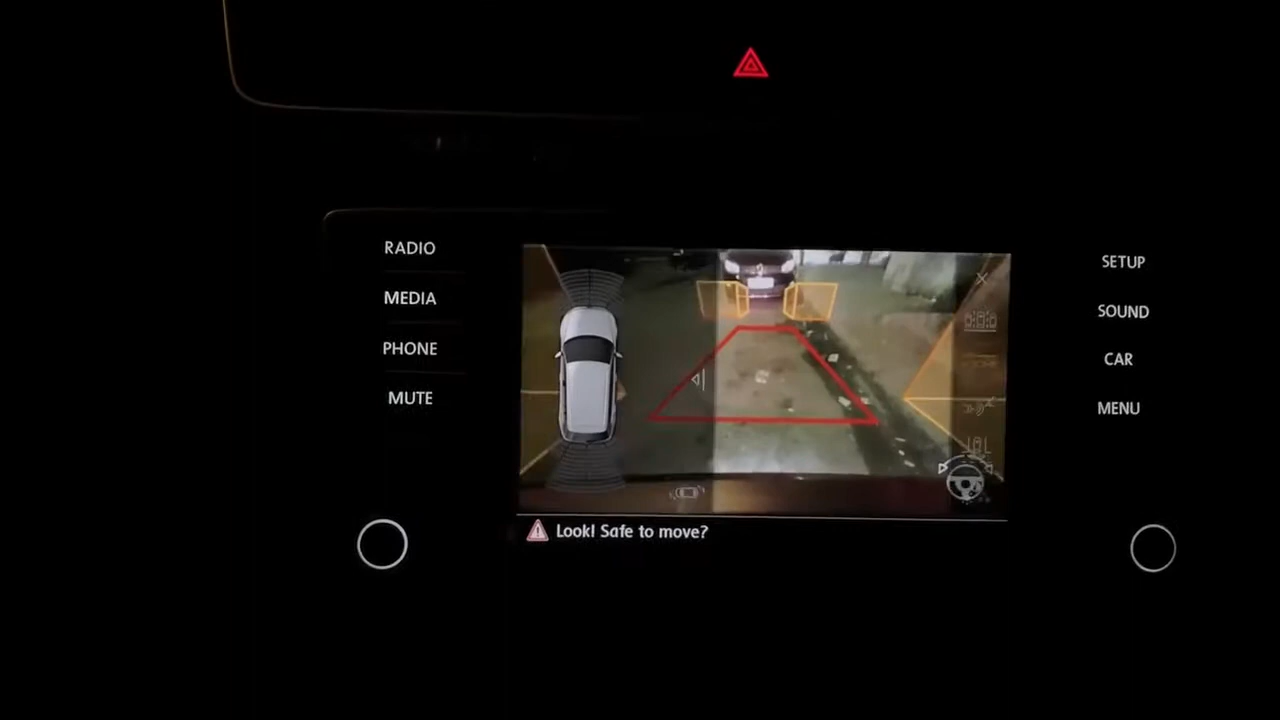 RADIO
MEDIA
PHONE
MUTE
SETUP
SOUND
CAR
MENU
Look! Safe to move?